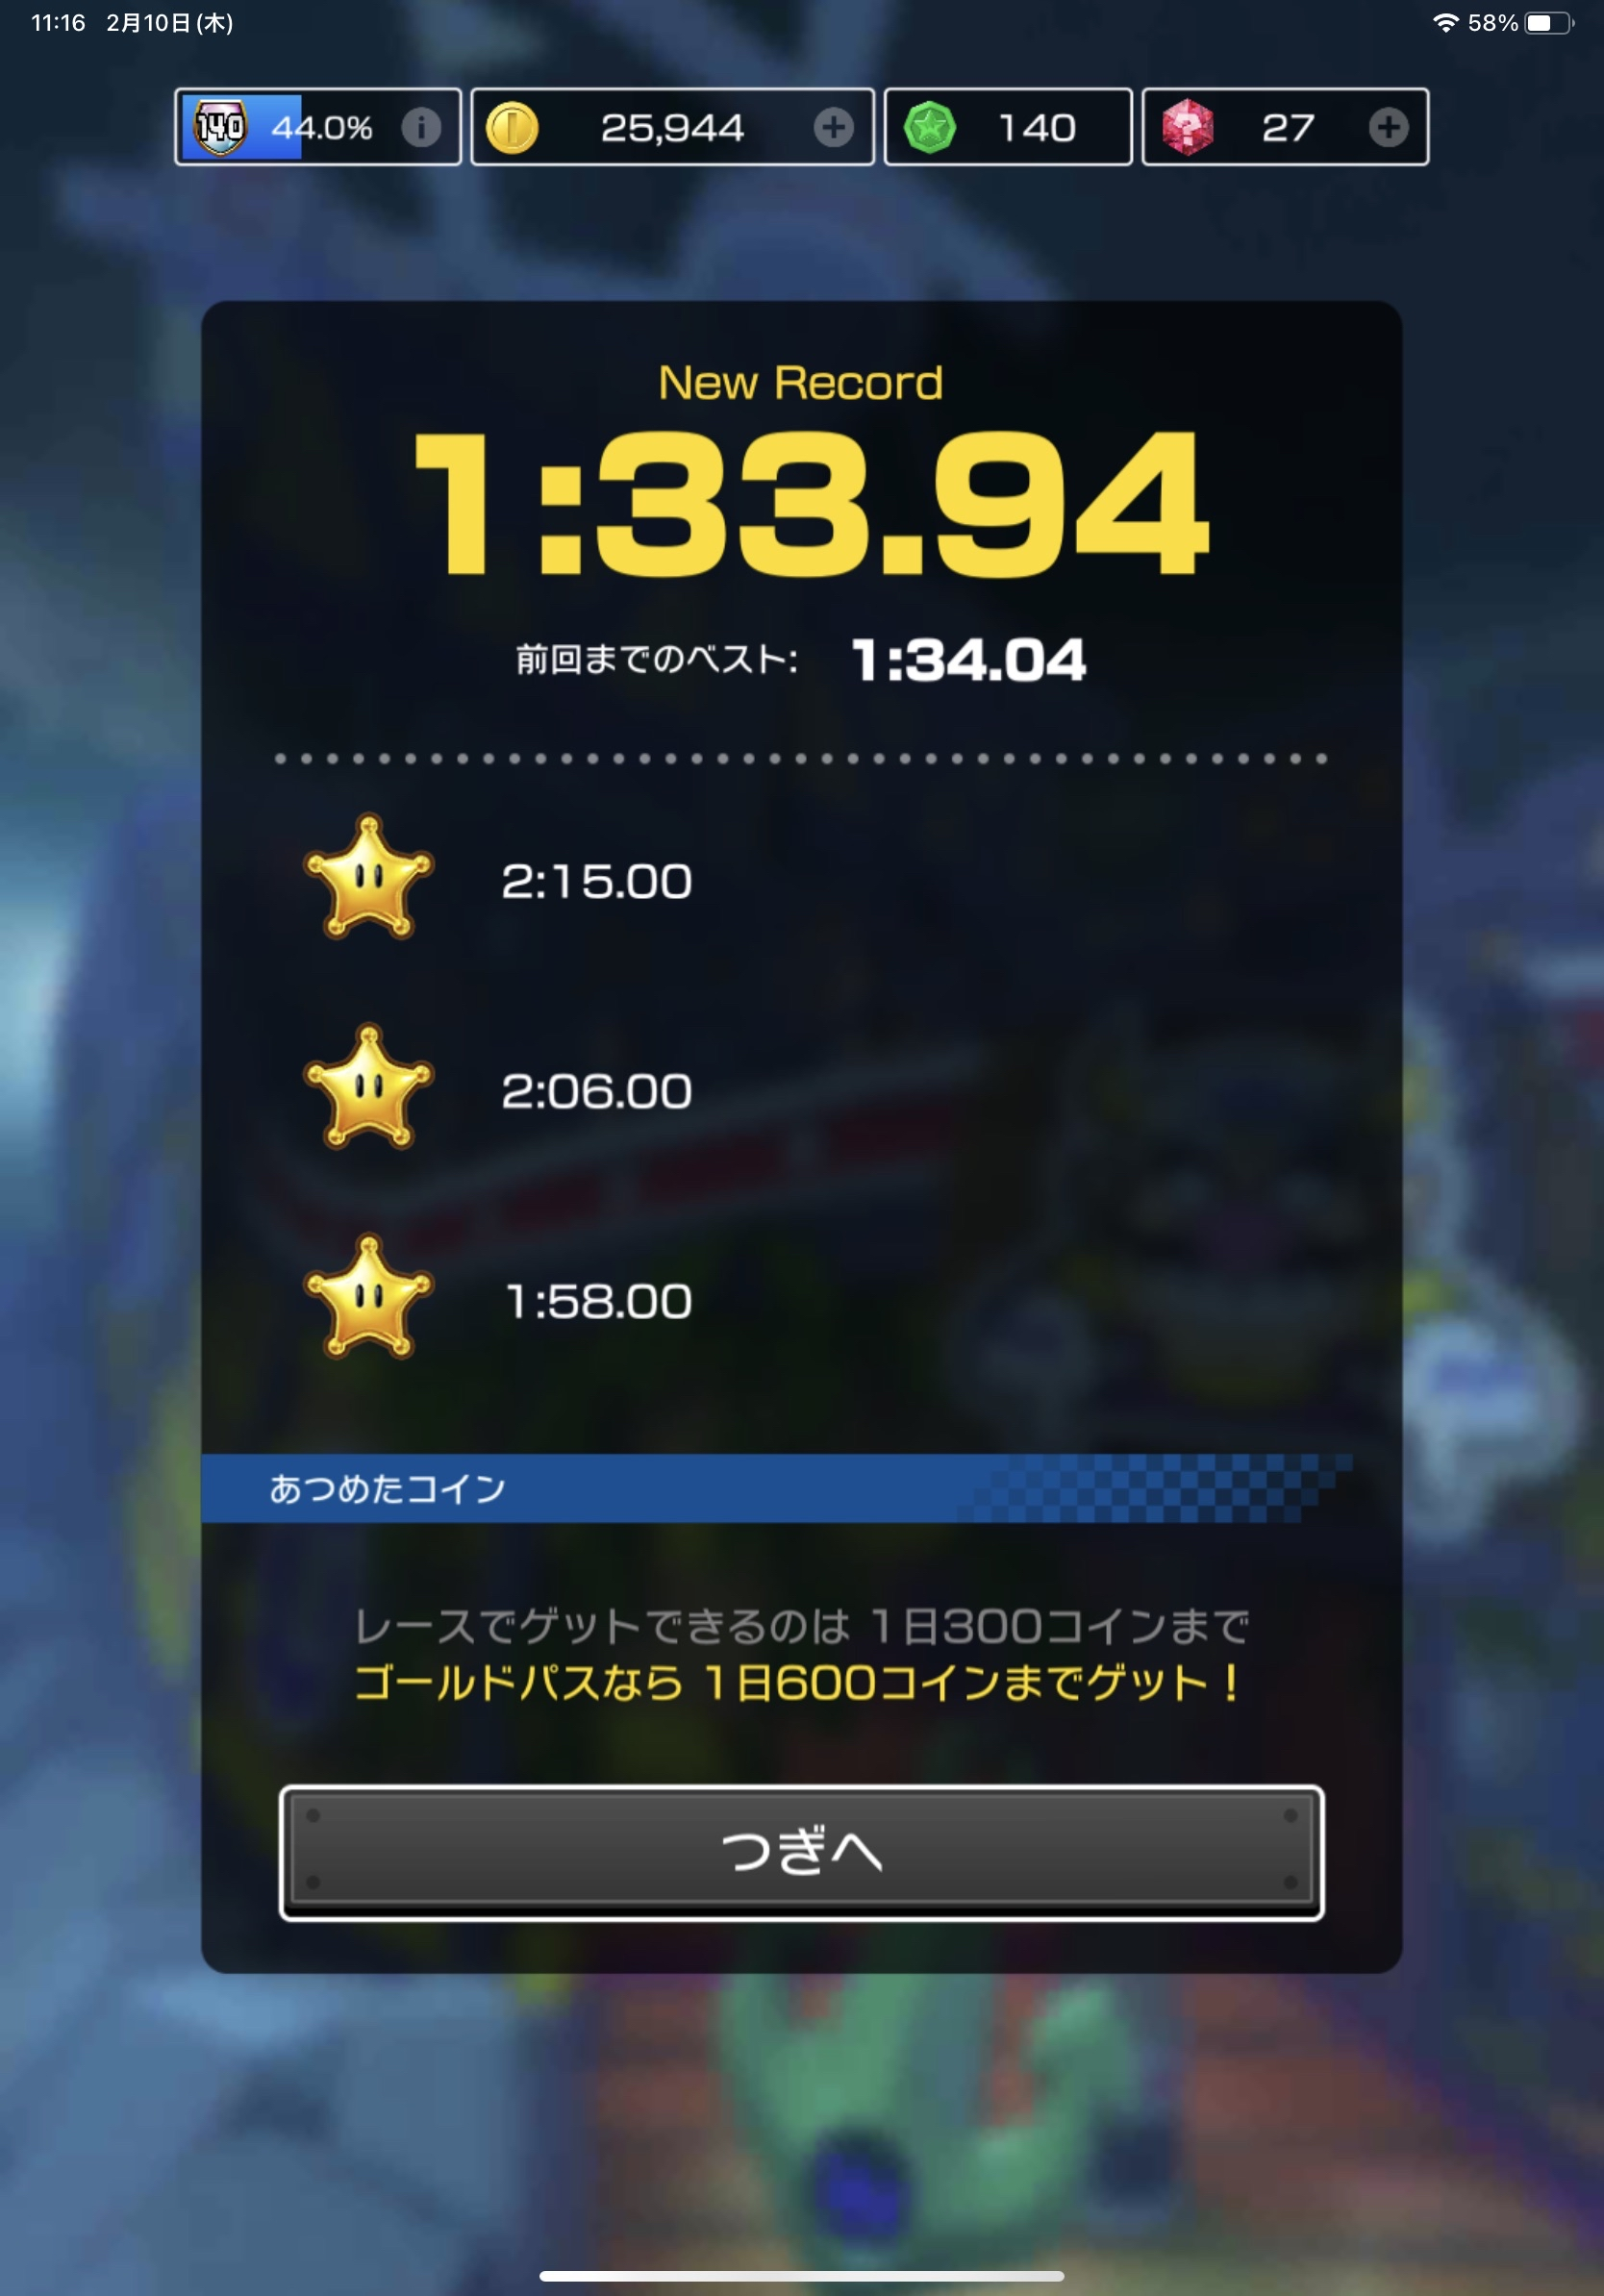 11:16 2月10日(木)
58%
140 44.0% i 25,944 + 140 ? 27 +
New Record
1:33.94
前回までのベスト: 1:34.04
2:15.00
2:06.00
1:58.00
あつめたコイン
レースでゲットできるのは 1日300コインまで
ゴールドパスなら 1日600コインまでゲット！
つぎへ